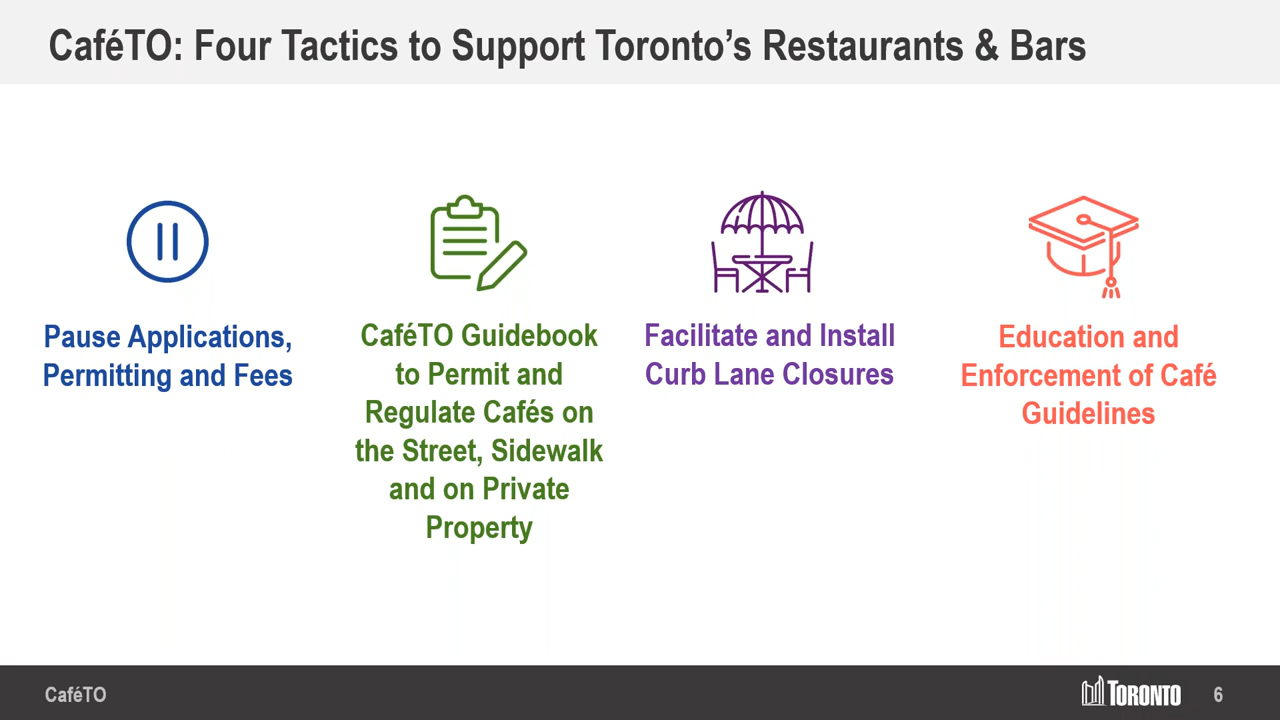 CaféTO: Four Tactics to Support Toronto’s Restaurants & Bars
Pause Applications,
Permitting and Fees
CaféTO Guidebook
to Permit and
Regulate Cafés on
the Street, Sidewalk
and on Private
Property
Facilitate and Install
Curb Lane Closures
Education and
Enforcement of Café
Guidelines
CaféTO
TORONTO
6